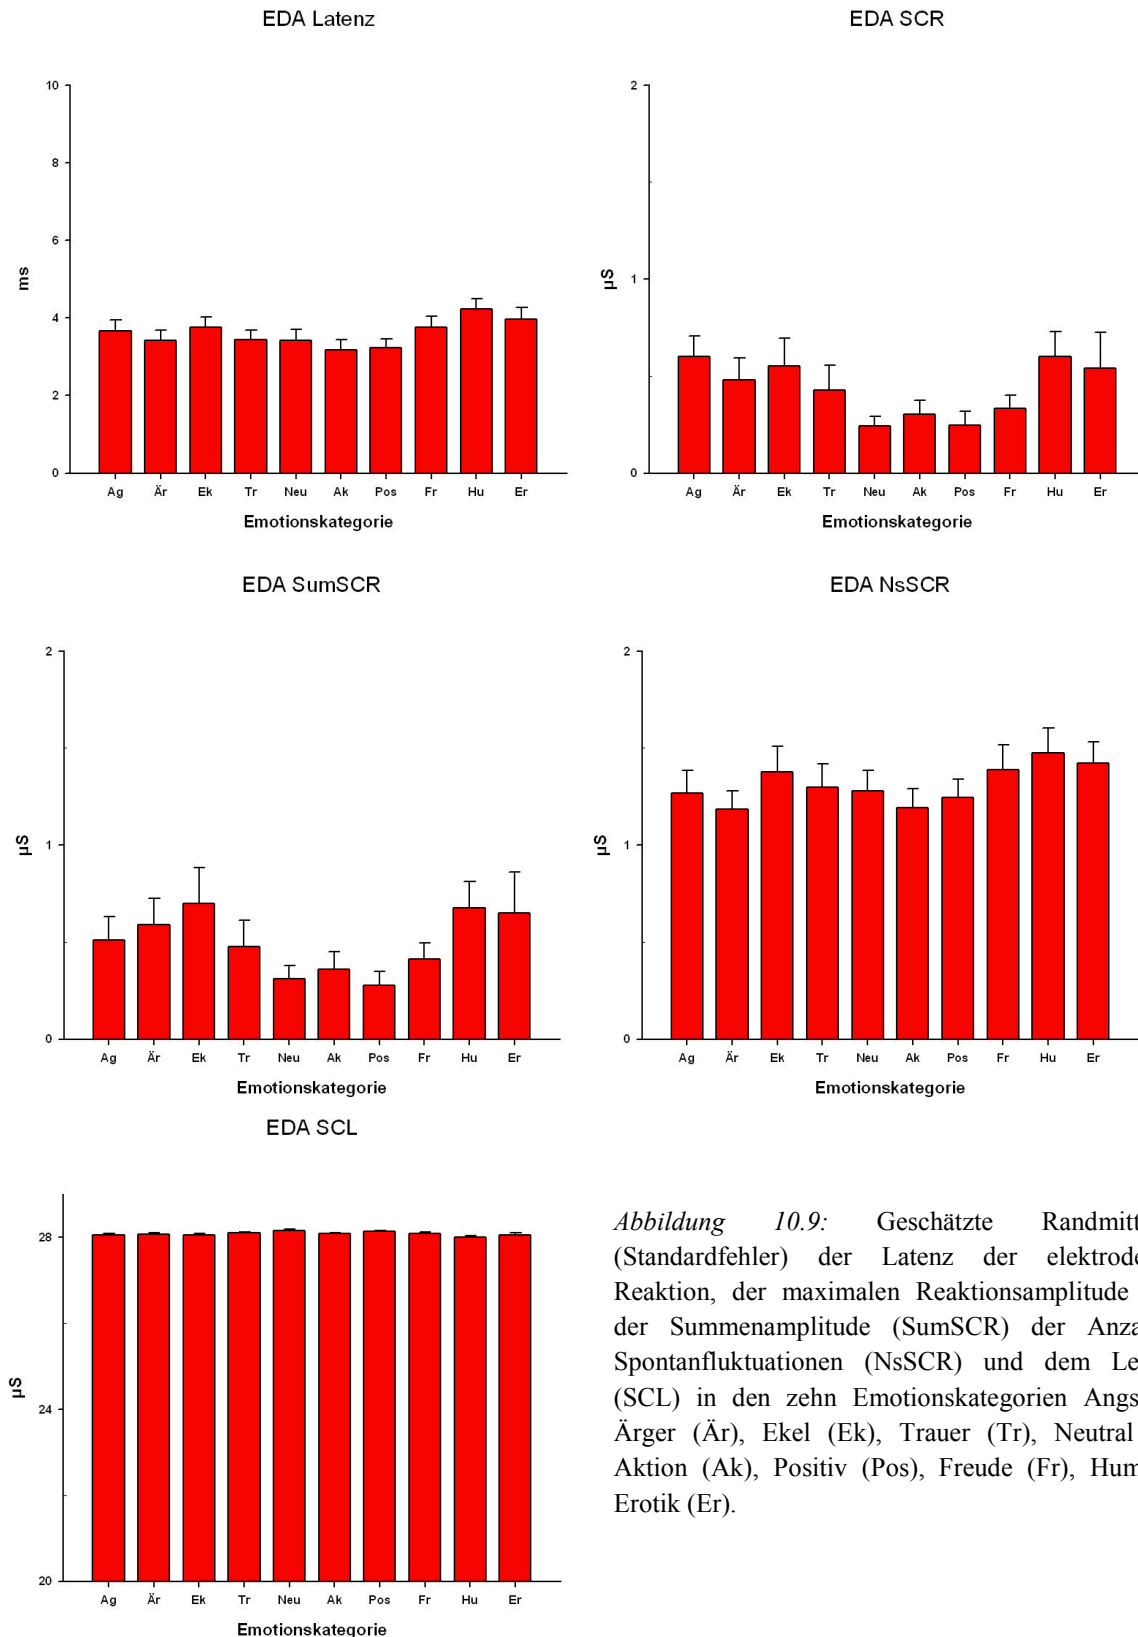 EDA Latenz
10
8
6
4
2
0
ms
Ag Är Ek Tr Neu Ak Pos Fr Hu Er
Emotionskategorie
EDA SCR
2
1
0
µS
Ag Är Ek Tr Neu Ak Pos Fr Hu Er
Emotionskategorie
EDA SumSCR
2
1
0
µS
Ag Är Ek Tr Neu Ak Pos Fr Hu Er
Emotionskategorie
EDA NsSCR
2
1
0
µS
Ag Är Ek Tr Neu Ak Pos Fr Hu Er
Emotionskategorie
EDA SCL
28
24
20
µS
Ag Är Ek Tr Neu Ak Pos Fr Hu Er
Emotionskategorie
Abbildung 10.9: Geschätzte Randmitt
(Standardfehler) der Latenz der elektrode
Reaktion, der maximalen Reaktionsamplitude
der Summenamplitude (SumSCR) der Anza
Spontanfluktuationen (NsSCR) und dem Le
(SCL) in den zehn Emotionskategorien Angs
Ärger (Är), Ekel (Ek), Trauer (Tr), Neutral
Aktion (Ak), Positiv (Pos), Freude (Fr), Hum
Erotik (Er).